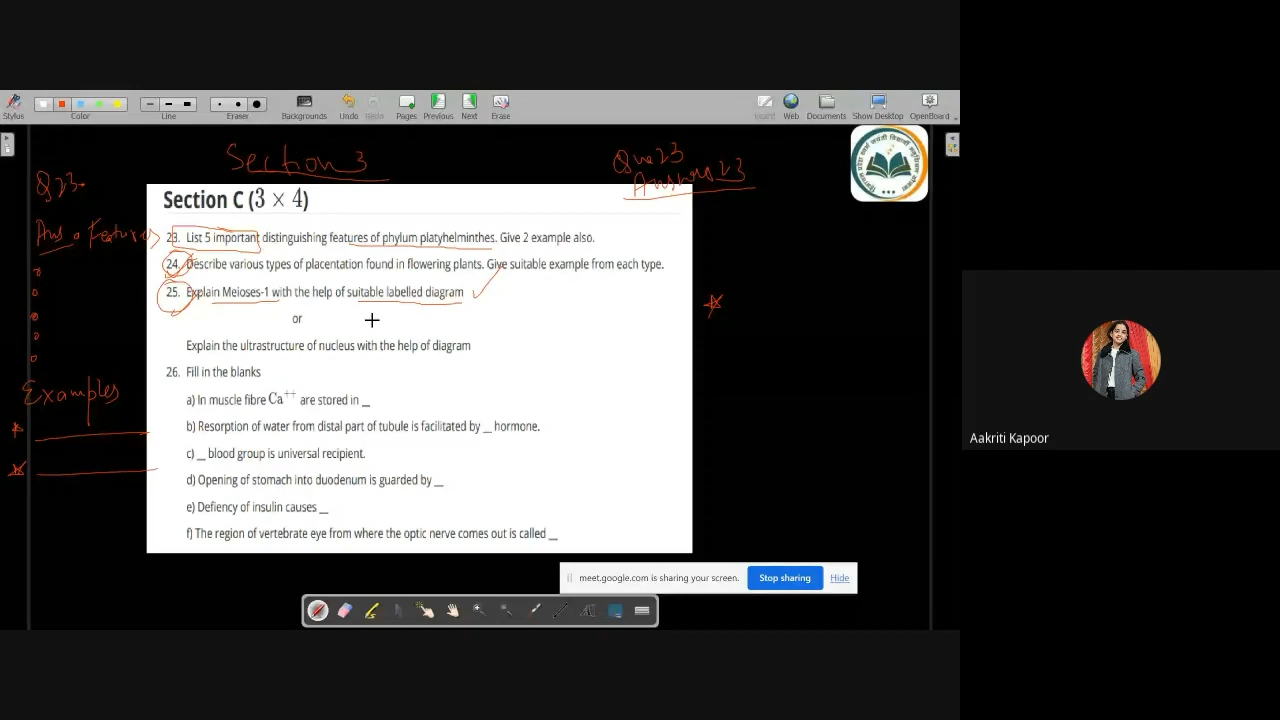 Stylus
Color
Line
Eraser
Backgrounds
Undo
Redo
Pages
Previous
Next
Erase
Board
Web
Documents
Show Desktop
OpenBoard
Section 3
Que 23
Answer 23
Q 23.
Ans • Features
Examples
Section C (3 × 4)
23. List 5 important distinguishing features of phylum platyhelminthes. Give 2 example also.
24. Describe various types of placentation found in flowering plants. Give suitable example from each type.
25. Explain Meioses-1 with the help of suitable labelled diagram
or
Explain the ultrastructure of nucleus with the help of diagram
26. Fill in the blanks
a) In muscle fibre Ca⁺⁺ are stored in _
b) Resorption of water from distal part of tubule is facilitated by _ hormone.
c) _ blood group is universal recipient.
d) Opening of stomach into duodenum is guarded by _
e) Defiency of insulin causes _
f) The region of vertebrate eye from where the optic nerve comes out is called _
meet.google.com is sharing your screen.
Stop sharing
Hide
Aakriti Kapoor